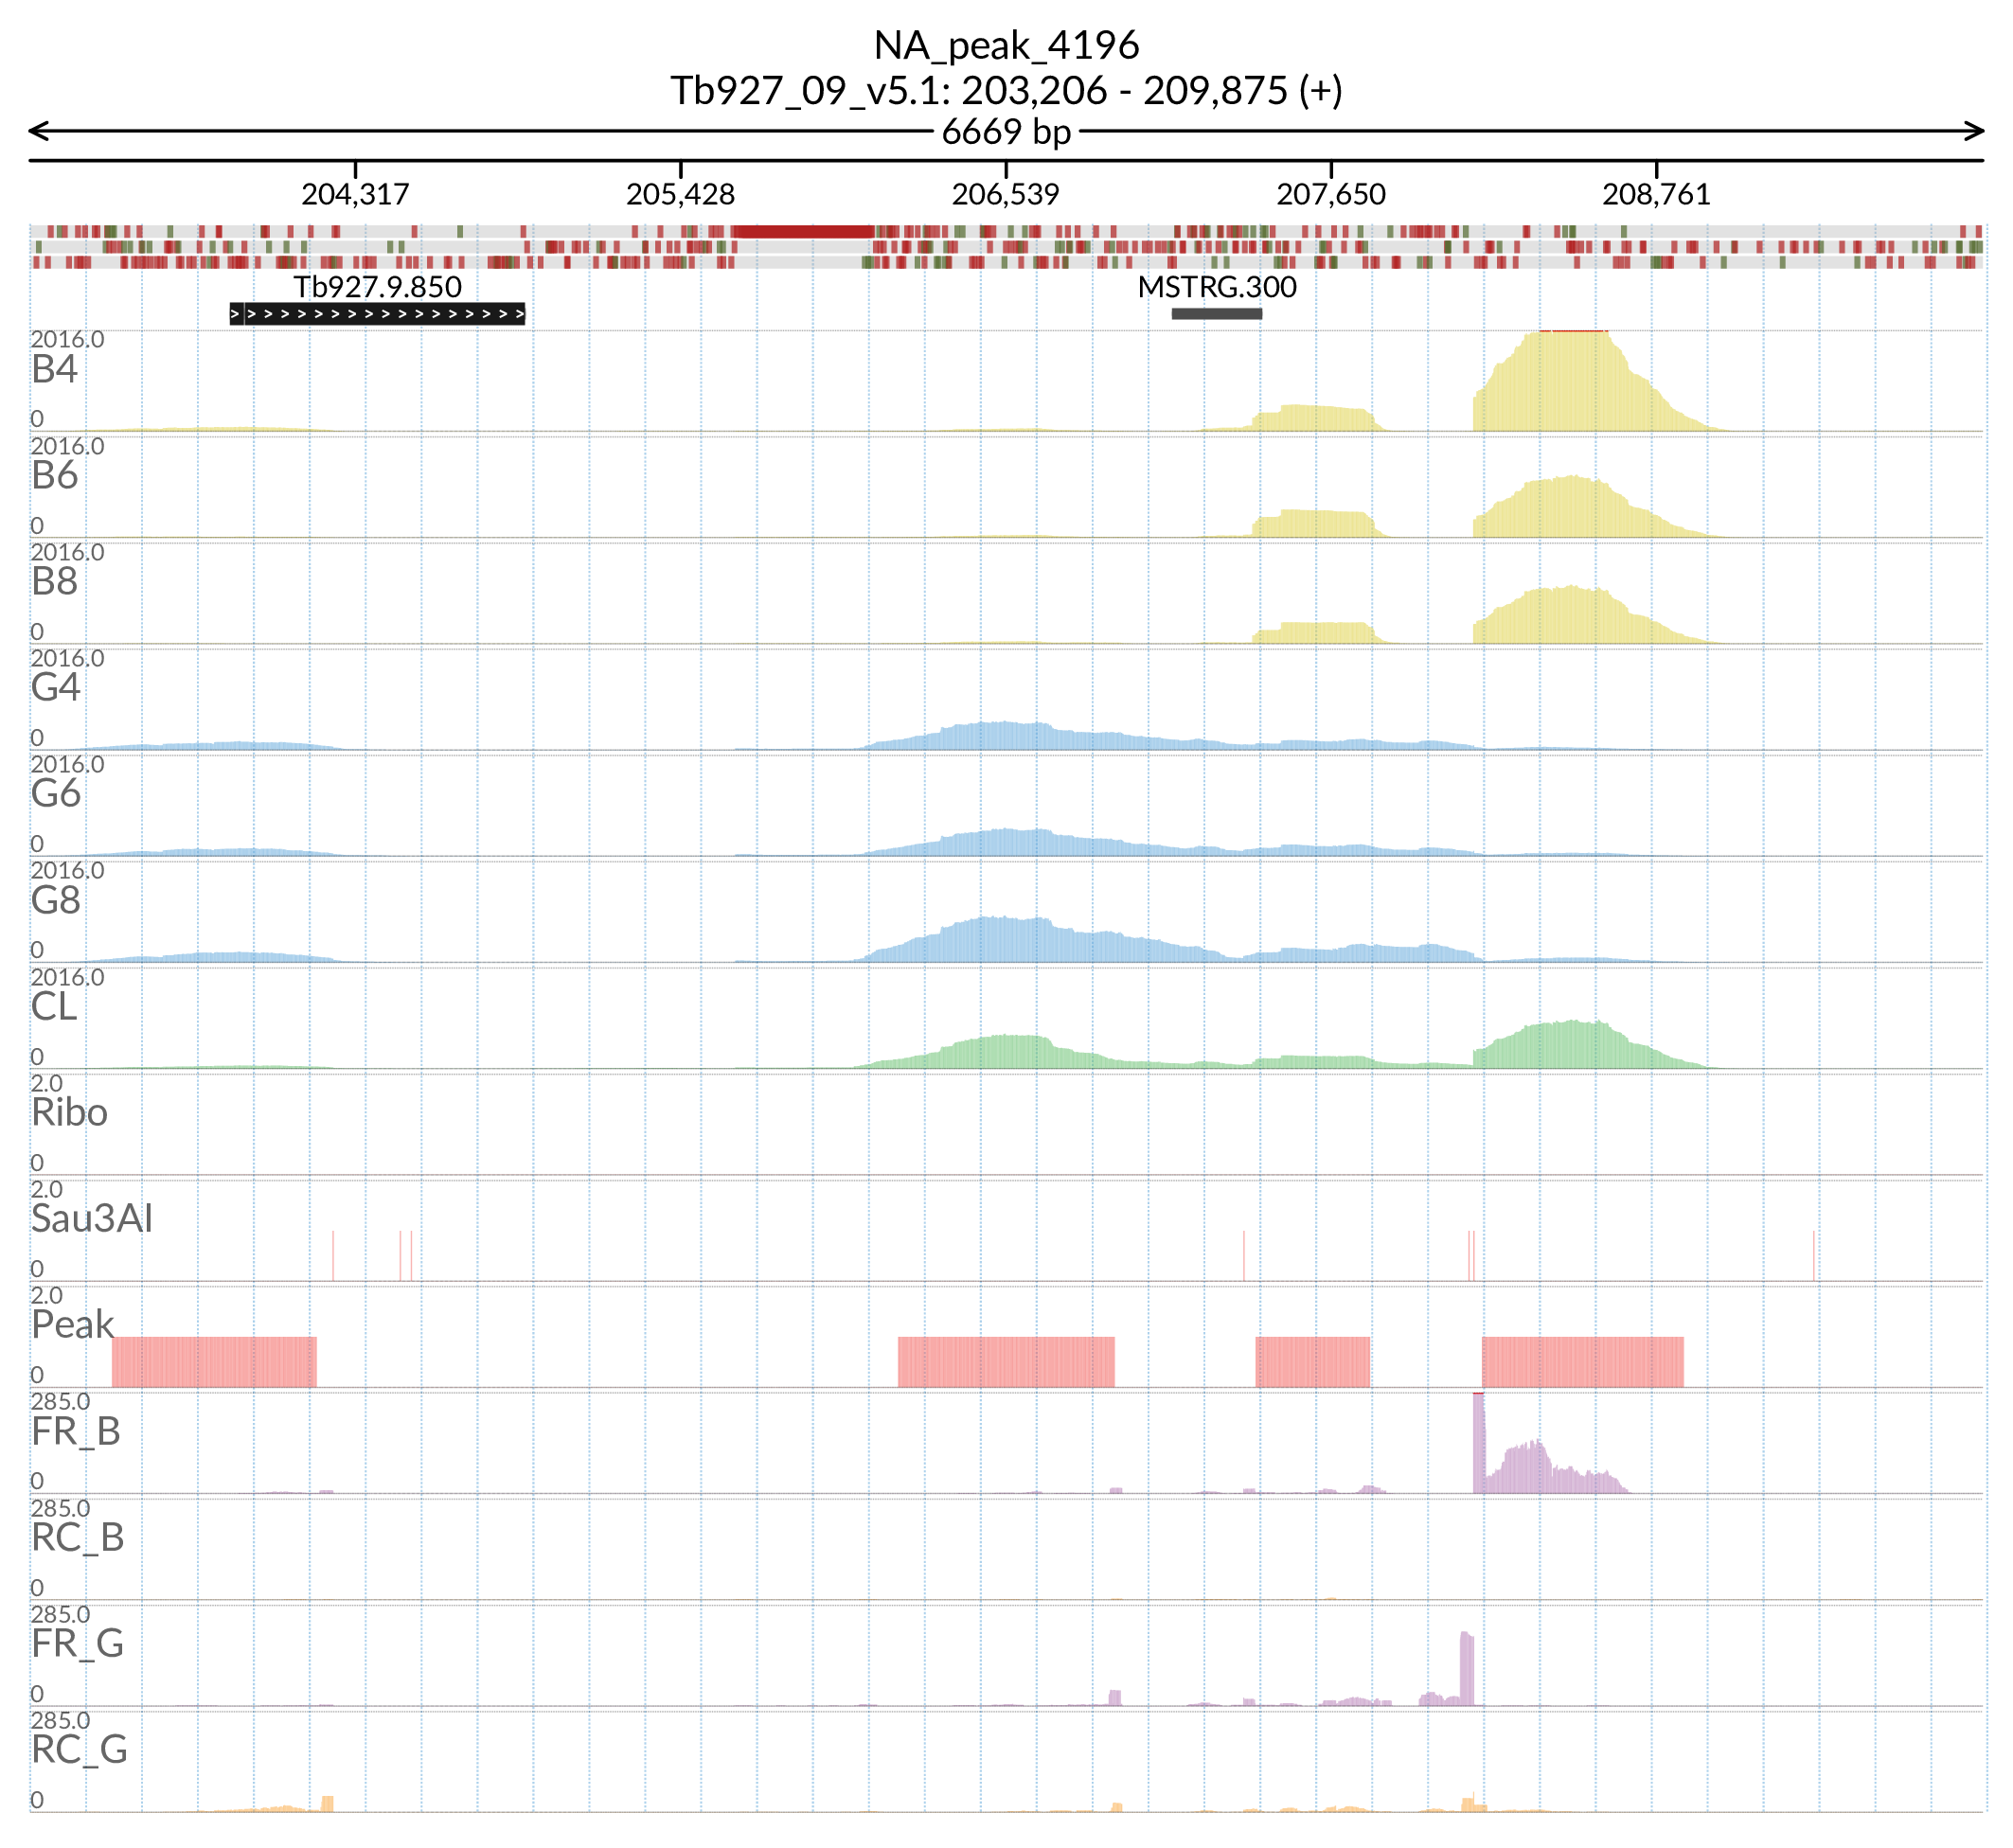 NA_peak_4196
Tb927_09_v5.1: 203,206 - 209,875 (+)
6669 bp
204,317 205,428 206,539 207,650 208,761
Tb927.9.850 MSTRG.300
2016.0
B4
0
2016.0
B6
0
2016.0
B8
0
2016.0
G4
0
2016.0
G6
0
2016.0
G8
0
2016.0
CL
0
2.0
Ribo
0
2.0
Sau3AI
0
2.0
Peak
0
285.0
FR_B
0
285.0
RC_B
0
285.0
FR_G
0
285.0
RC_G
0